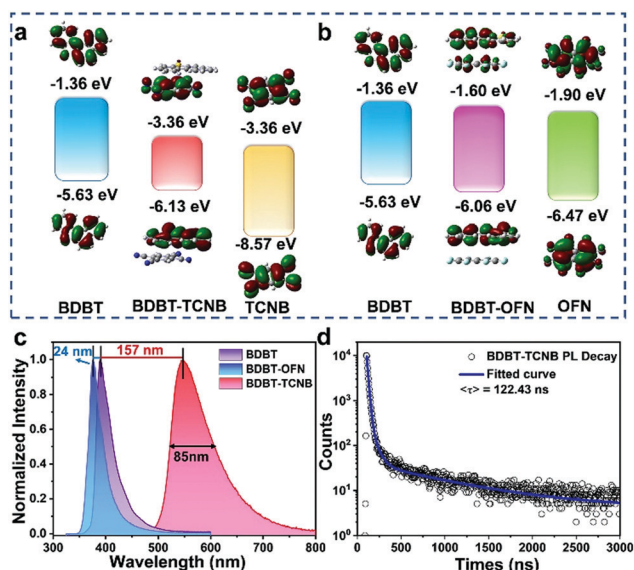 a
-1.36 eV
-5.63 eV
BDBT
-3.36 eV
-6.13 eV
BDBT-TCNB
-3.36 eV
-8.57 eV
TCNB
b
-1.36 eV
-5.63 eV
BDBT
-1.60 eV
-6.06 eV
BDBT-OFN
-1.90 eV
-6.47 eV
OFN
c
24 nm
157 nm
BDBT
BDBT-OFN
BDBT-TCNB
85nm
Normalized Intensity
1.0
0.8
0.6
0.4
0.2
0.0
300 400 500 600 700 800
Wavelength (nm)
d
BDBT-TCNB PL Decay
Fitted curve
<τ> = 122.43 ns
Counts
10⁴
10³
10²
10¹
10⁰
0 500 1000 1500 2000 2500 3000
Times (ns)